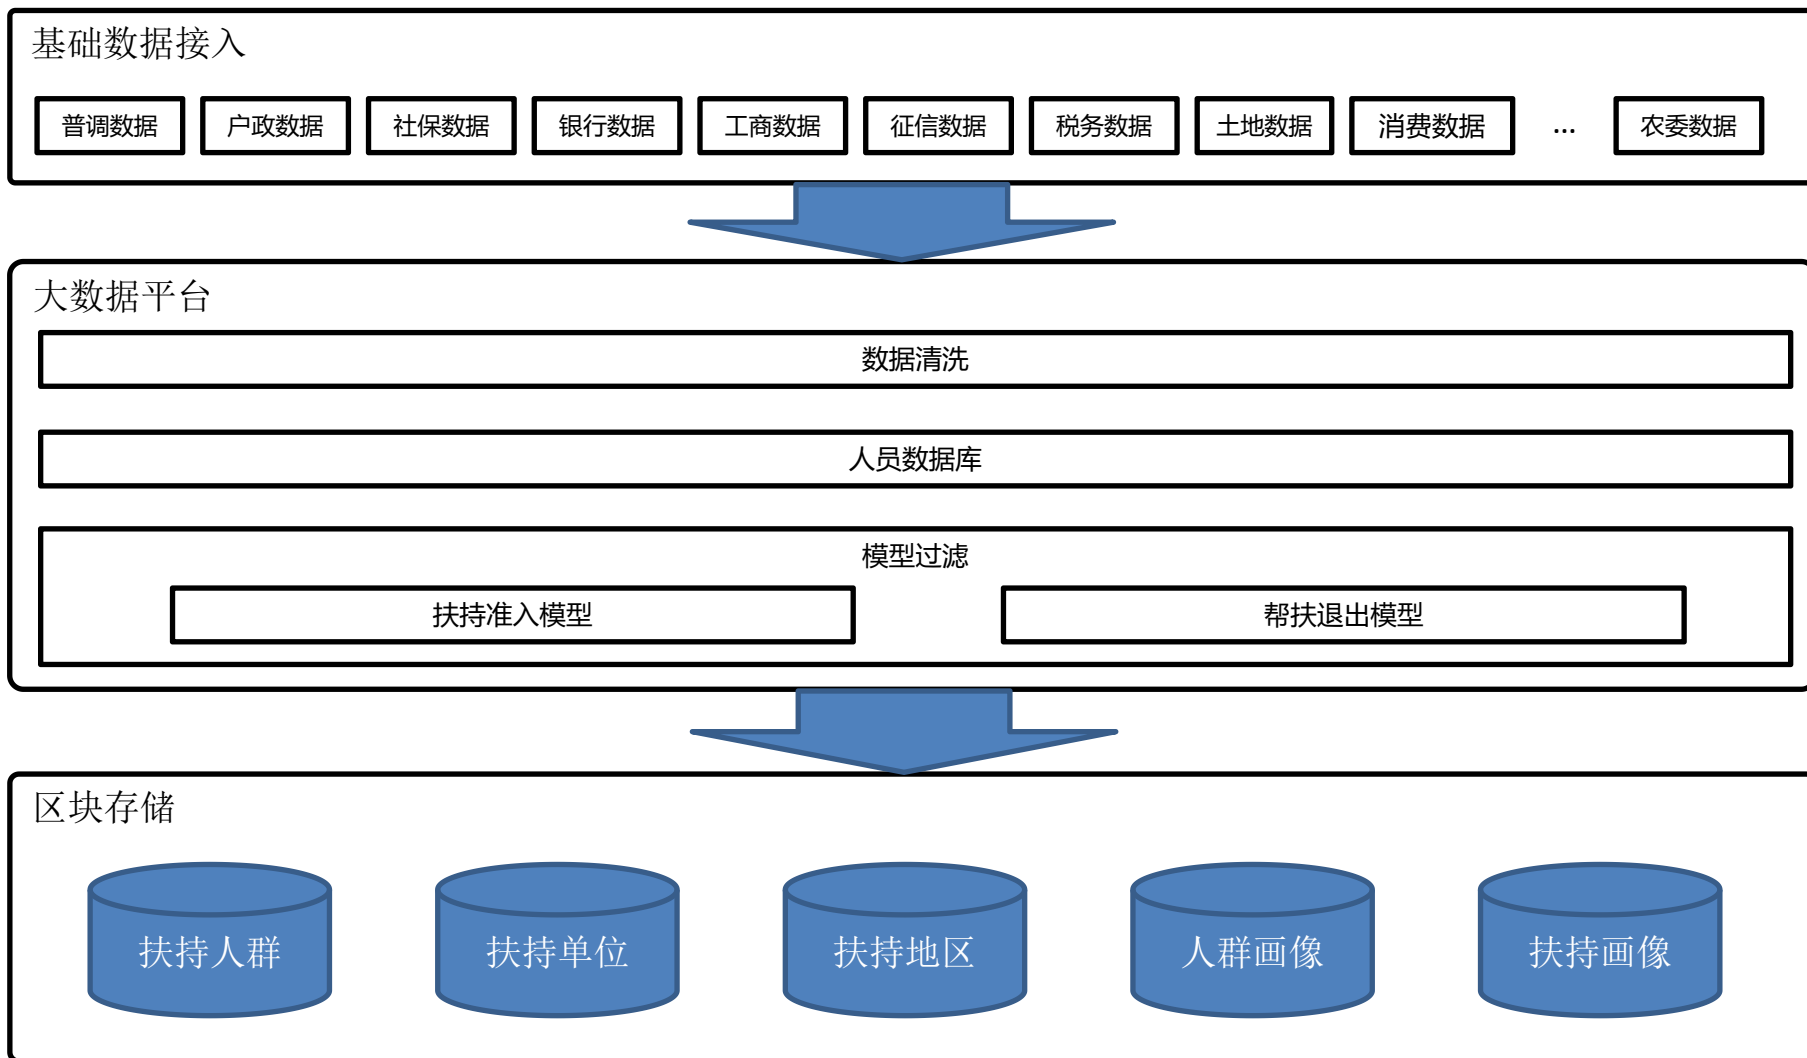 基础数据接入
普调数据 户政数据 社保数据 银行数据 工商数据 征信数据 税务数据 土地数据 消费数据 ... 农委数据
大数据平台
数据清洗
人员数据库
模型过滤
扶持准入模型 帮扶退出模型
区块存储
扶持人群 扶持单位 扶持地区 人群画像 扶持画像